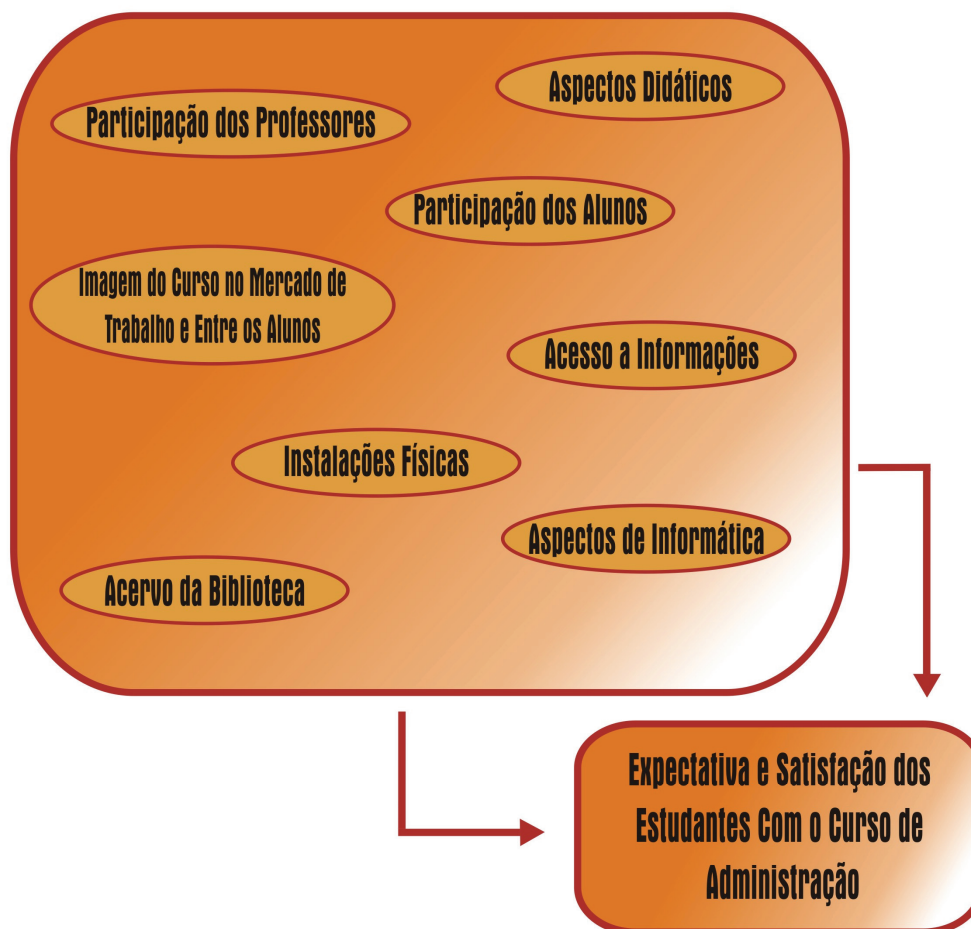 Aspectos Didáticos
Participação dos Professores
Participação dos Alunos
Imagem do Curso no Mercado de
Trabalho e Entre os Alunos
Acesso a Informações
Instalações Físicas
Aspectos de Informática
Acervo da Biblioteca
Expectativa e Satisfação dos
Estudantes Com o Curso de
Administração